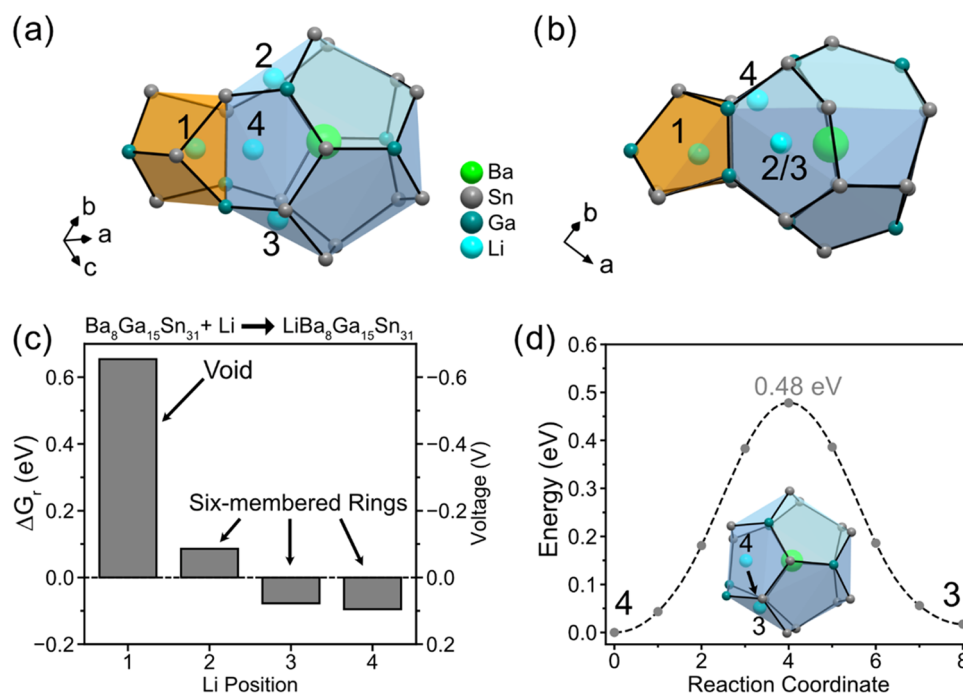 (a)
2
1
4
3
b
a
c
Ba
Sn
Ga
Li
(b)
4
1
2/3
b
a
(c)
Ba₈Ga₁₅Sn₃₁+ Li → LiBa₈Ga₁₅Sn₃₁
0.6
0.4
0.2
0.0
−0.2
ΔGᵣ (eV)
Void
Six-membered Rings
−0.6
−0.4
−0.2
0.0
0.2
Voltage (V)
1
2
3
4
Li Position
(d)
0.6
0.5
0.4
0.3
0.2
0.1
0.0
Energy (eV)
0.48 eV
4
3
4
3
0
2
4
6
8
Reaction Coordinate